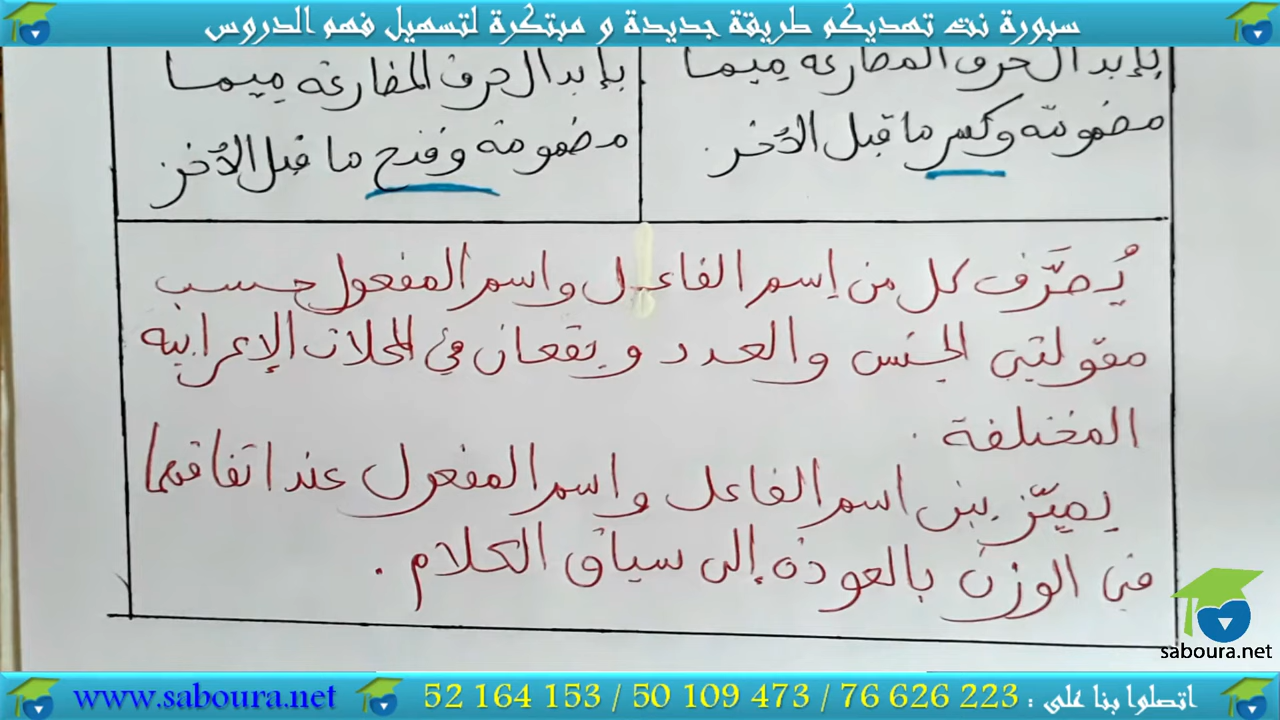 سبورة نت تهديكم طريقة جديدة و مبتكرة لتسهيل فهم الدروس
بإبدال حرف المضارعة ميما
مضمومة وكسر ما قبل الآخر.
بإبدال حرف المضارعة ميما
مضمومة وفتح ما قبل الآخر.
يُصَرَّف كل من إسم الفاعل واسم المفعول حسب
مقولتي الجنس والعدد ويقعان في المحلات الإعرابية
المختلفة.
يميّز بين اسم الفاعل واسم المفعول عند اتفاقهما
في الوزن بالعودة إلى سياق الكلام.
saboura.net
اتصلوا بنا على : 223 626 76 / 473 109 50 / 153 164 52
www.saboura.net